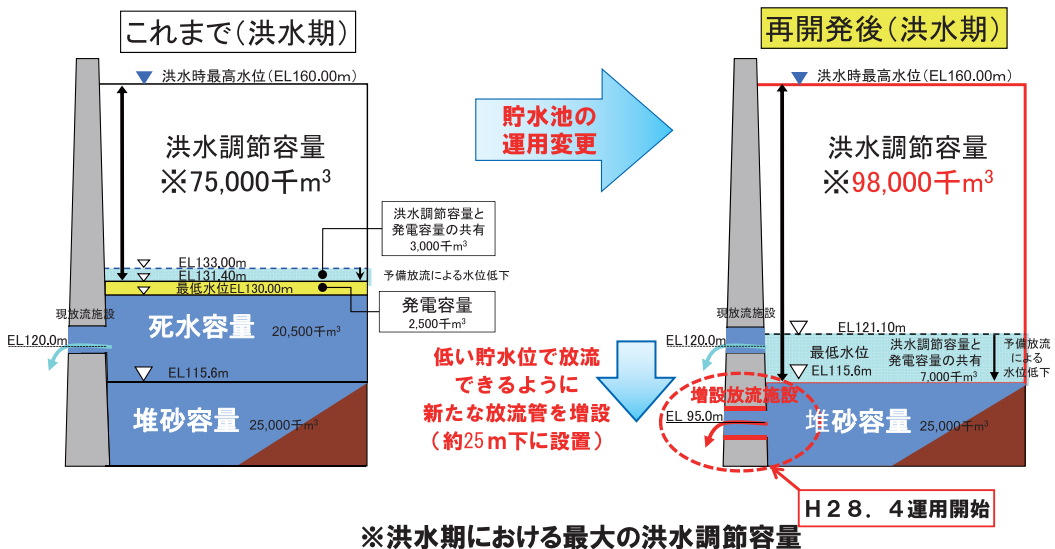 これまで(洪水期)
洪水時最高水位(EL160.00m)
洪水調節容量
※75,000千m³
洪水調節容量と
発電容量の共有
3,000千m³
EL133.00m
EL131.40m
予備放流による水位低下
最低水位EL130.00m
発電容量
2,500千m³
現放流施設
死水容量 20,500千m³
EL120.0m
EL115.6m
堆砂容量 25,000千m³
貯水池の
運用変更
低い貯水位で放流
できるように
新たな放流管を増設
(約25m下に設置)
再開発後(洪水期)
洪水時最高水位(EL160.00m)
洪水調節容量
※98,000千m³
現放流施設
EL121.10m
EL120.0m
最低水位
EL115.6m
洪水調節容量と
発電容量の共有
7,000千m³
予備放流
による
水位低下
増設放流施設
EL 95.0m
堆砂容量 25,000千m³
H28.4運用開始
※洪水期における最大の洪水調節容量